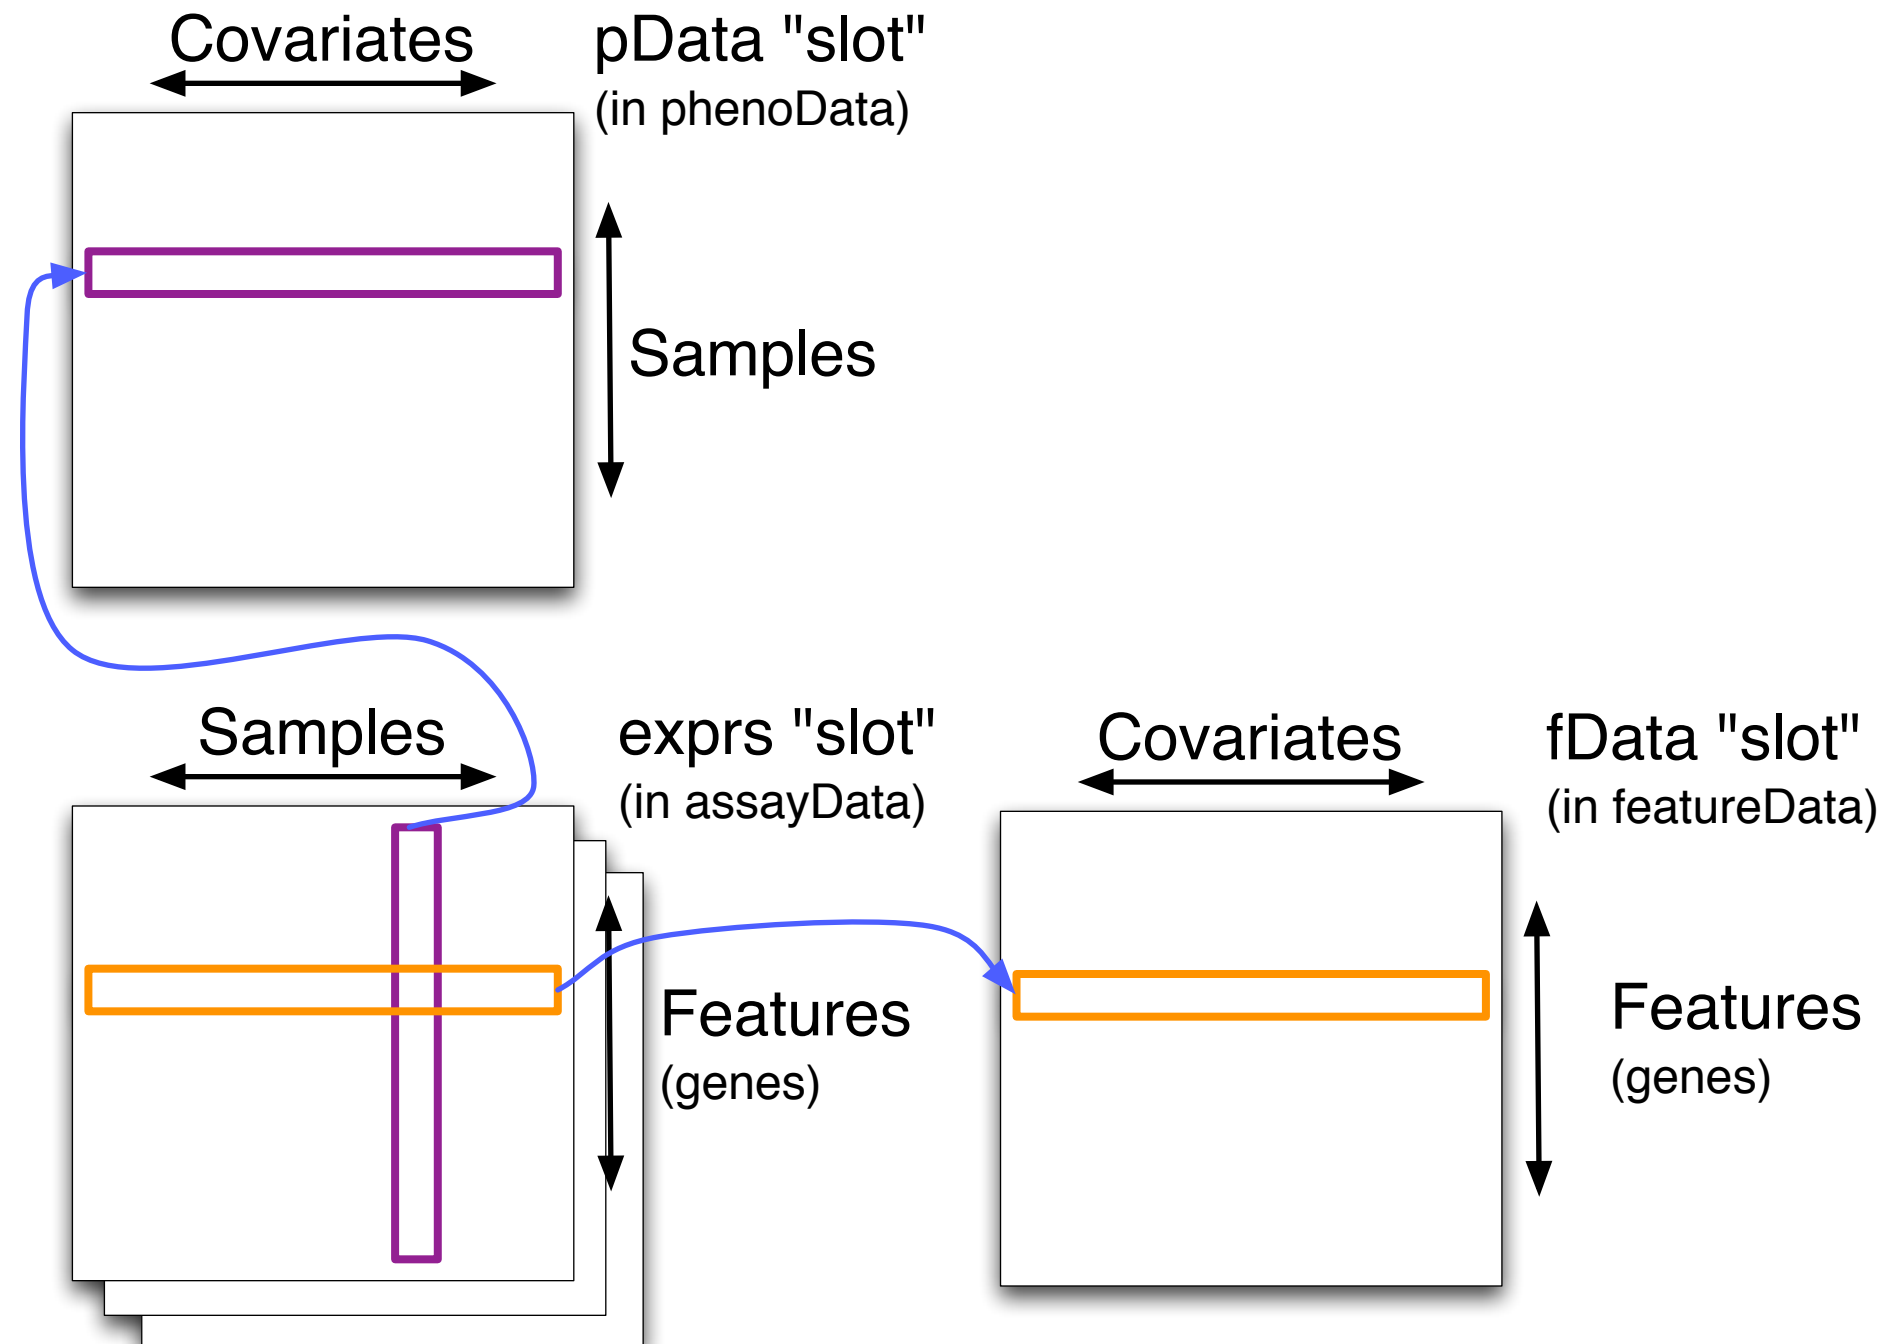 Covariates
pData "slot"
(in phenoData)
Samples
Samples
exprs "slot"
(in assayData)
Features
(genes)
Covariates
fData "slot"
(in featureData)
Features
(genes)